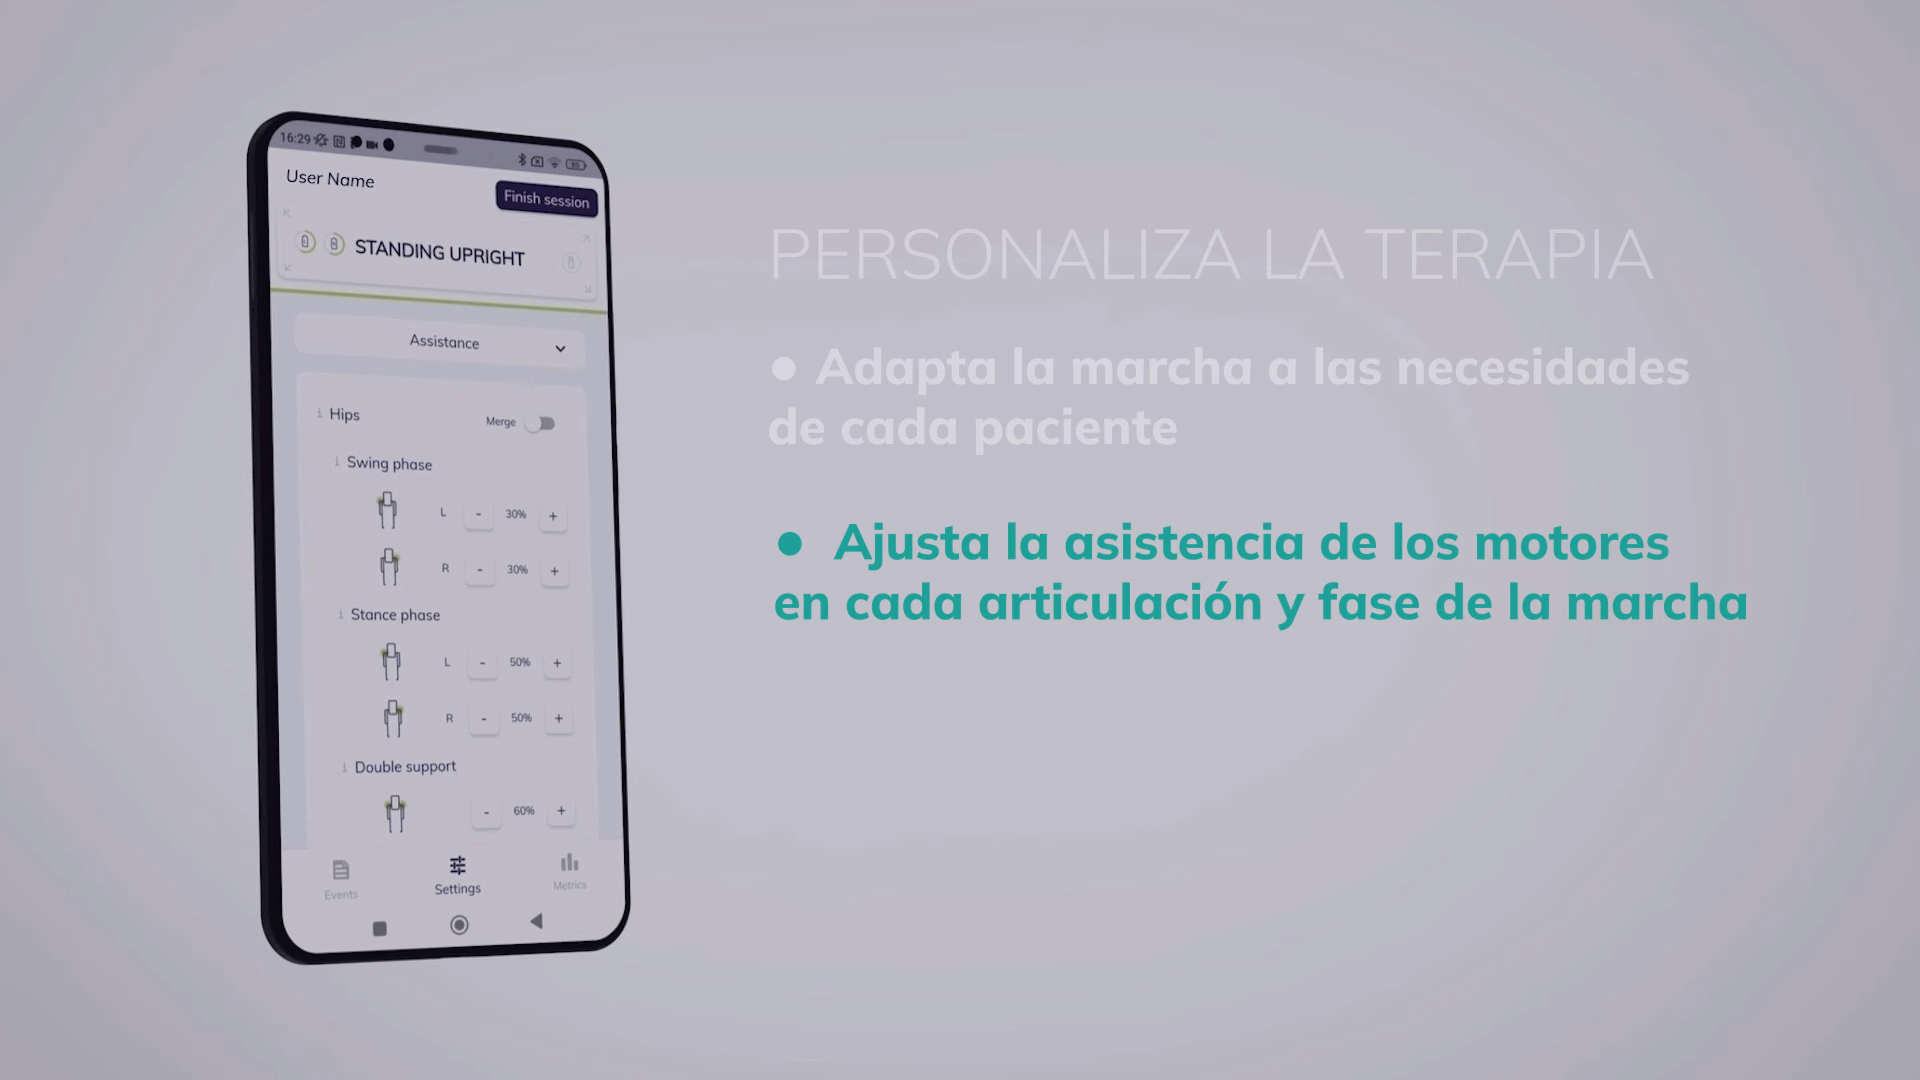 16:29
85
User Name
Finish session
STANDING UPRIGHT
Assistance
Hips
Merge
Swing phase
L - 30% +
R - 30% +
Stance phase
L - 50% +
R - 50% +
Double support
- 60% +
Events
Settings
Metrics
PERSONALIZA LA TERAPIA
● Adapta la marcha a las necesidades
de cada paciente
● Ajusta la asistencia de los motores
en cada articulación y fase de la marcha